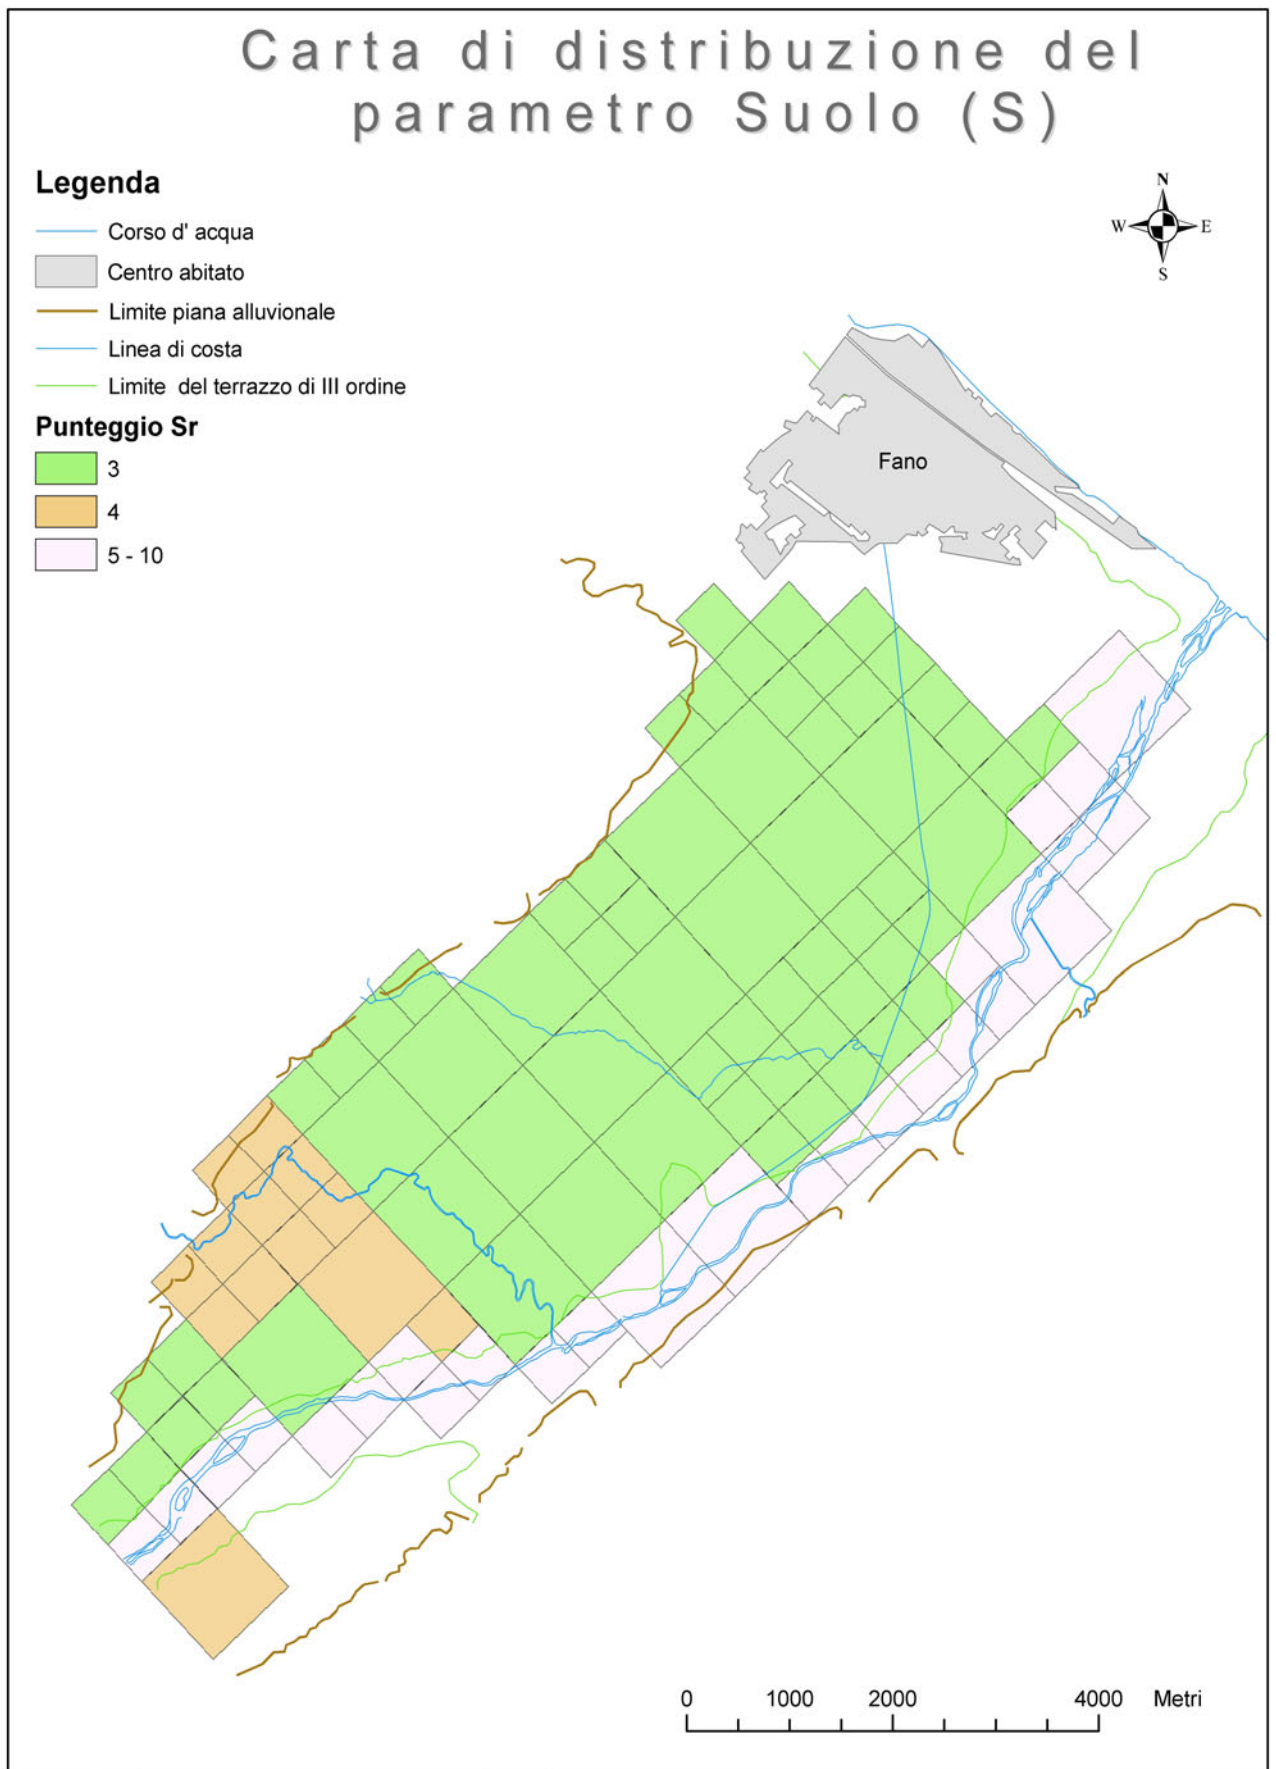 Carta di distribuzione del
parametro Suolo (S)
Legenda
Corso d' acqua
Centro abitato
Limite piana alluvionale
Linea di costa
Limite del terrazzo di III ordine
Punteggio Sr
3
4
5 - 10
N
W E
S
Fano
0 1000 2000 4000 Metri